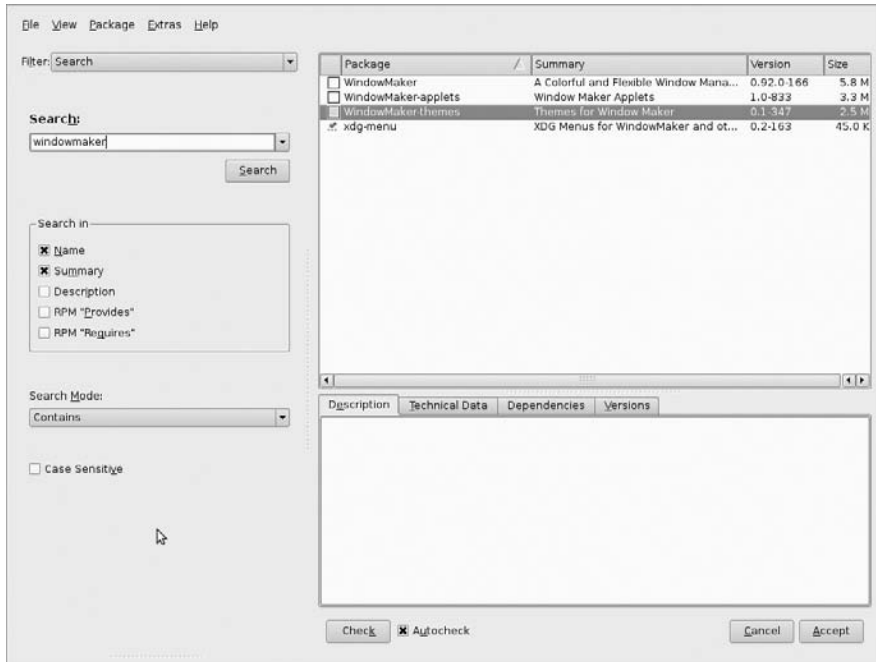 File View Package Extras Help
Filter: Search
Search:
windowmaker
Search
Search in
Name
Summary
Description
RPM "Provides"
RPM "Requires"
Search Mode:
Contains
Case Sensitive
Package Summary Version Size
WindowMaker A Colorful and Flexible Window Mana... 0.92.0-166 5.8 M
WindowMaker-applets Window Maker Applets 1.0-833 3.3 M
WindowMaker-themes Themes for Window Maker 0.1-347 2.5 M
xdg-menu XDG Menus for WindowMaker and ot... 0.2-163 45.0 K
Description Technical Data Dependencies Versions
Check Autocheck Cancel Accept